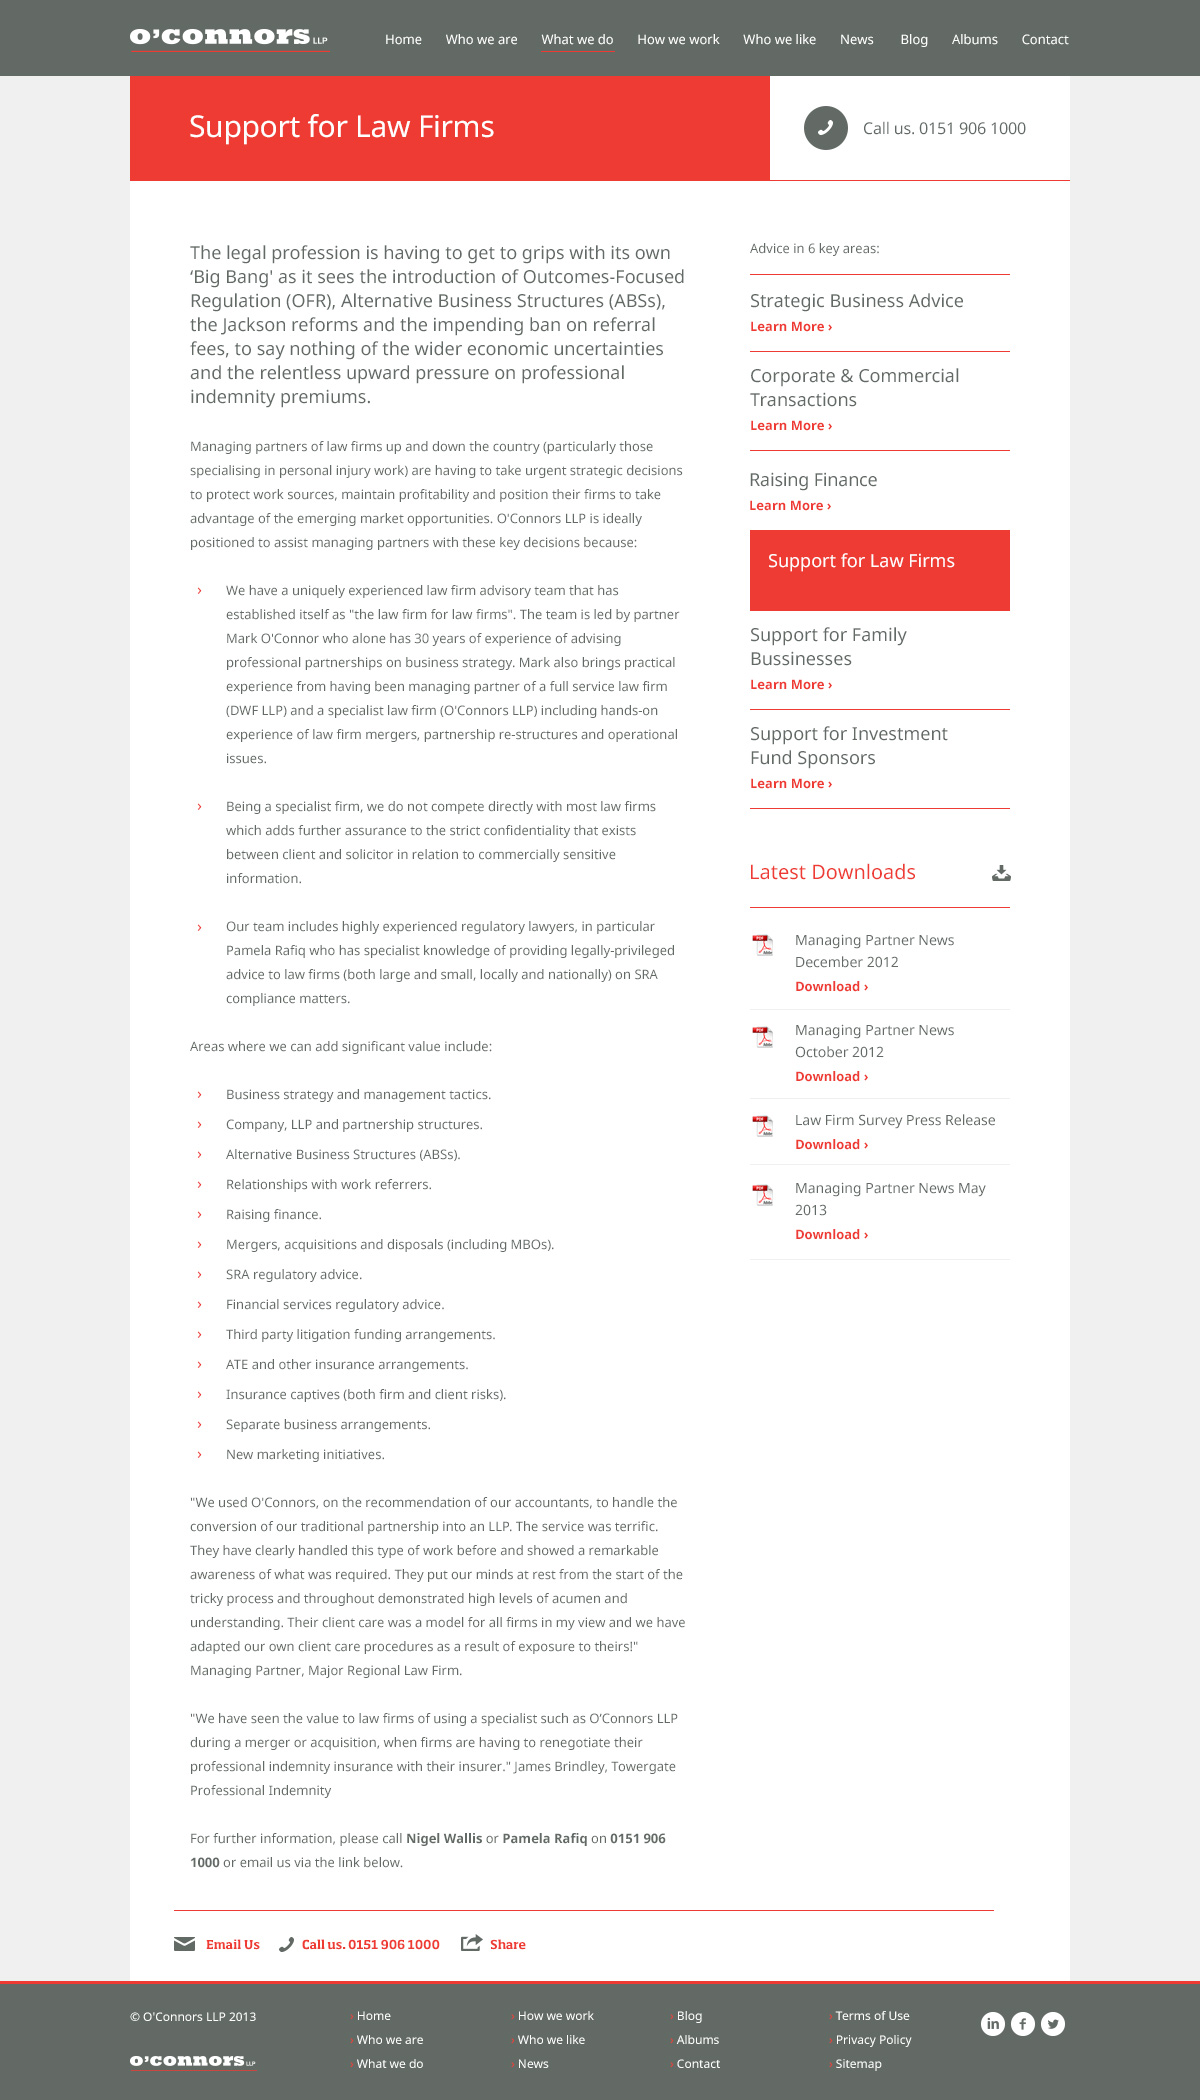 o'connors LLP
Home Who we are What we do How we work Who we like News Blog Albums Contact
Support for Law Firms
Call us. 0151 906 1000
The legal profession is having to get to grips with its own
‘Big Bang' as it sees the introduction of Outcomes-Focused
Regulation (OFR), Alternative Business Structures (ABSs),
the Jackson reforms and the impending ban on referral
fees, to say nothing of the wider economic uncertainties
and the relentless upward pressure on professional
indemnity premiums.
Managing partners of law firms up and down the country (particularly those
specialising in personal injury work) are having to take urgent strategic decisions
to protect work sources, maintain profitability and position their firms to take
advantage of the emerging market opportunities. O'Connors LLP is ideally
positioned to assist managing partners with these key decisions because:
› We have a uniquely experienced law firm advisory team that has
established itself as "the law firm for law firms". The team is led by partner
Mark O'Connor who alone has 30 years of experience of advising
professional partnerships on business strategy. Mark also brings practical
experience from having been managing partner of a full service law firm
(DWF LLP) and a specialist law firm (O'Connors LLP) including hands-on
experience of law firm mergers, partnership re-structures and operational
issues.
› Being a specialist firm, we do not compete directly with most law firms
which adds further assurance to the strict confidentiality that exists
between client and solicitor in relation to commercially sensitive
information.
› Our team includes highly experienced regulatory lawyers, in particular
Pamela Rafiq who has specialist knowledge of providing legally-privileged
advice to law firms (both large and small, locally and nationally) on SRA
compliance matters.
Areas where we can add significant value include:
› Business strategy and management tactics.
› Company, LLP and partnership structures.
› Alternative Business Structures (ABSs).
› Relationships with work referrers.
› Raising finance.
› Mergers, acquisitions and disposals (including MBOs).
› SRA regulatory advice.
› Financial services regulatory advice.
› Third party litigation funding arrangements.
› ATE and other insurance arrangements.
› Insurance captives (both firm and client risks).
› Separate business arrangements.
› New marketing initiatives.
"We used O'Connors, on the recommendation of our accountants, to handle the
conversion of our traditional partnership into an LLP. The service was terrific.
They have clearly handled this type of work before and showed a remarkable
awareness of what was required. They put our minds at rest from the start of the
tricky process and throughout demonstrated high levels of acumen and
understanding. Their client care was a model for all firms in my view and we have
adapted our own client care procedures as a result of exposure to theirs!"
Managing Partner, Major Regional Law Firm.
"We have seen the value to law firms of using a specialist such as O’Connors LLP
during a merger or acquisition, when firms are having to renegotiate their
professional indemnity insurance with their insurer." James Brindley, Towergate
Professional Indemnity
For further information, please call Nigel Wallis or Pamela Rafiq on 0151 906
1000 or email us via the link below.
Advice in 6 key areas:
Strategic Business Advice
Learn More ›
Corporate & Commercial
Transactions
Learn More ›
Raising Finance
Learn More ›
Support for Law Firms
Support for Family
Bussinesses
Learn More ›
Support for Investment
Fund Sponsors
Learn More ›
Latest Downloads
Managing Partner News
December 2012
Download ›
Managing Partner News
October 2012
Download ›
Law Firm Survey Press Release
Download ›
Managing Partner News May
2013
Download ›
Email Us Call us. 0151 906 1000 Share
© O'Connors LLP 2013
o'connors LLP
› Home
› Who we are
› What we do
› How we work
› Who we like
› News
› Blog
› Albums
› Contact
› Terms of Use
› Privacy Policy
› Sitemap